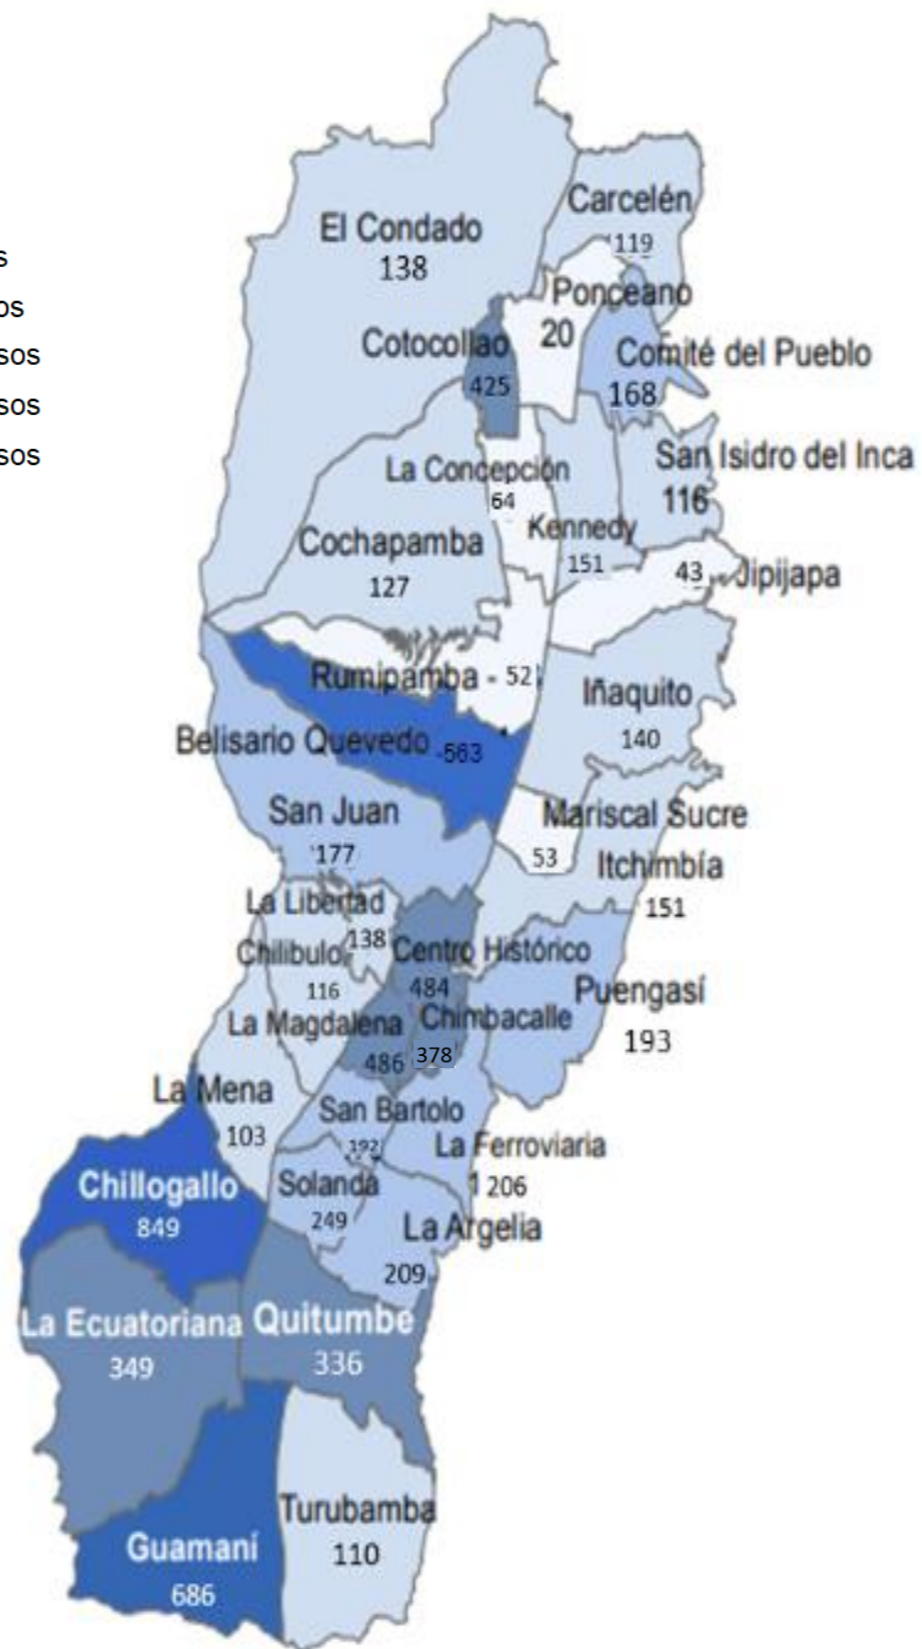 Carcelén
119
El Condado
138
s
os
sos
sos
sos
Ponceano
20
Cotocollao
425
Comité del Pueblo
168
La Concepción
64
San Isidro del Inca
116
Kennedy
151
Cochapamba
127
43
Jipijapa
Rumipamba - 52
Iñaquito
140
Belisario Quevedo -563
San Juan
177
Mariscal Sucre
53
Itchimbía
151
La Libertad
138
Chilibulo
116
Centro Histórico
484
Puengasí
193
La Magdalena
486
Chimbacalle
378
La Mena
103
San Bartolo
La Ferroviaria
206
Chillogallo
849
Solanda
249
La Argelia
209
La Ecuatoriana
349
Quitumbe
336
Turubamba
110
Guamaní
686